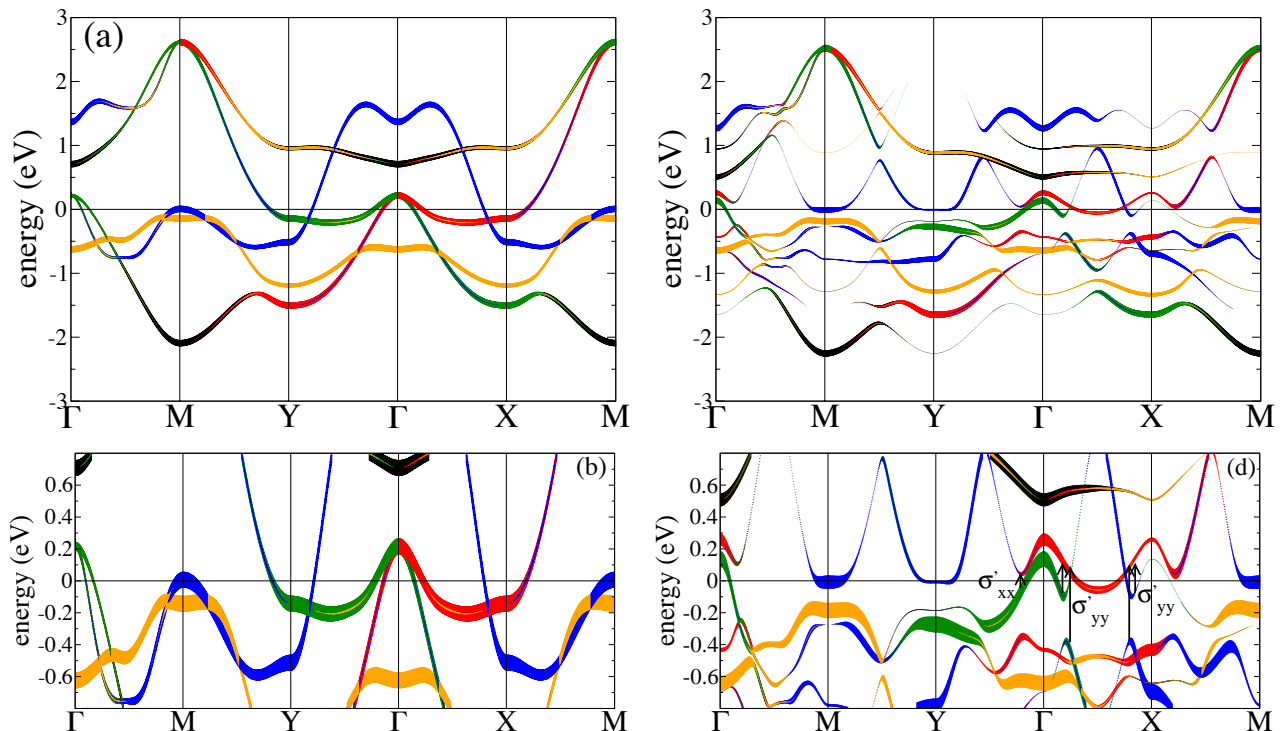 (a)
energy (eV)
3
2
1
0
-1
-2
-3
Γ M Y Γ X M
energy (eV)
3
2
1
0
-1
-2
-3
Γ M Y Γ X M
(b)
energy (eV)
0.6
0.4
0.2
0
-0.2
-0.4
-0.6
Γ M Y Γ X M
(d)
energy (eV)
0.6
0.4
0.2
0
-0.2
-0.4
-0.6
σ'xx
σ'yy
σ'yy
Γ M Y Γ X M